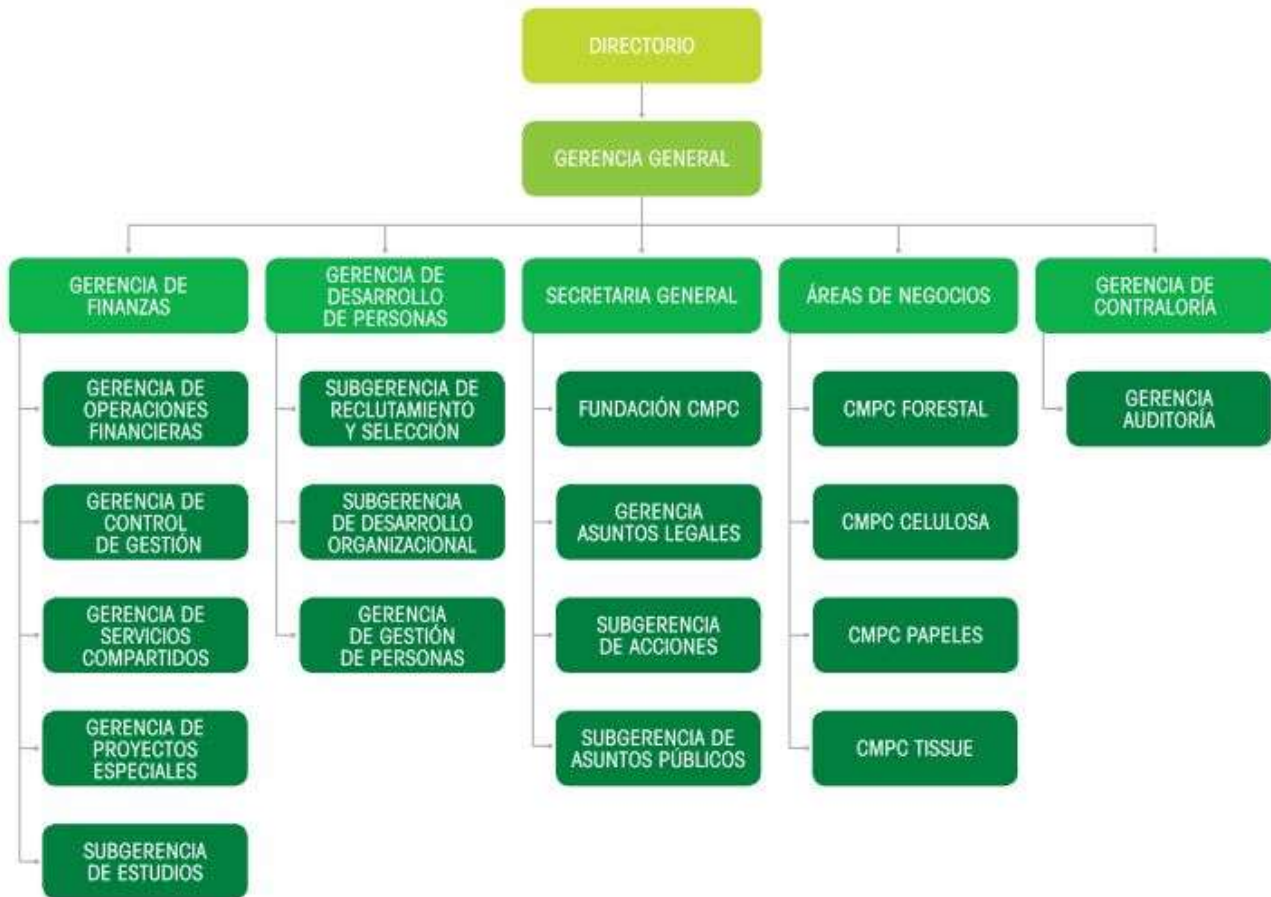 DIRECTORIO
GERENCIA GENERAL
GERENCIA DE
FINANZAS
GERENCIA DE
DESARROLLO
DE PERSONAS
SECRETARIA GENERAL
ÁREAS DE NEGOCIOS
GERENCIA DE
CONTRALORÍA
GERENCIA DE
OPERACIONES
FINANCIERAS
SUBGERENCIA DE
RECLUTAMIENTO
Y SELECCIÓN
FUNDACIÓN CMPC
CMPC FORESTAL
GERENCIA
AUDITORÍA
GERENCIA DE
CONTROL
DE GESTIÓN
SUBGERENCIA
DE DESARROLLO
ORGANIZACIONAL
GERENCIA
ASUNTOS LEGALES
CMPC CELULOSA
GERENCIA DE
SERVICIOS
COMPARTIDOS
GERENCIA
DE GESTIÓN
DE PERSONAS
SUBGERENCIA
DE ACCIONES
CMPC PAPELES
GERENCIA DE
PROYECTOS
ESPECIALES
SUBGERENCIA DE
ASUNTOS PÚBLICOS
CMPC TISSUE
SUBGERENCIA
DE ESTUDIOS